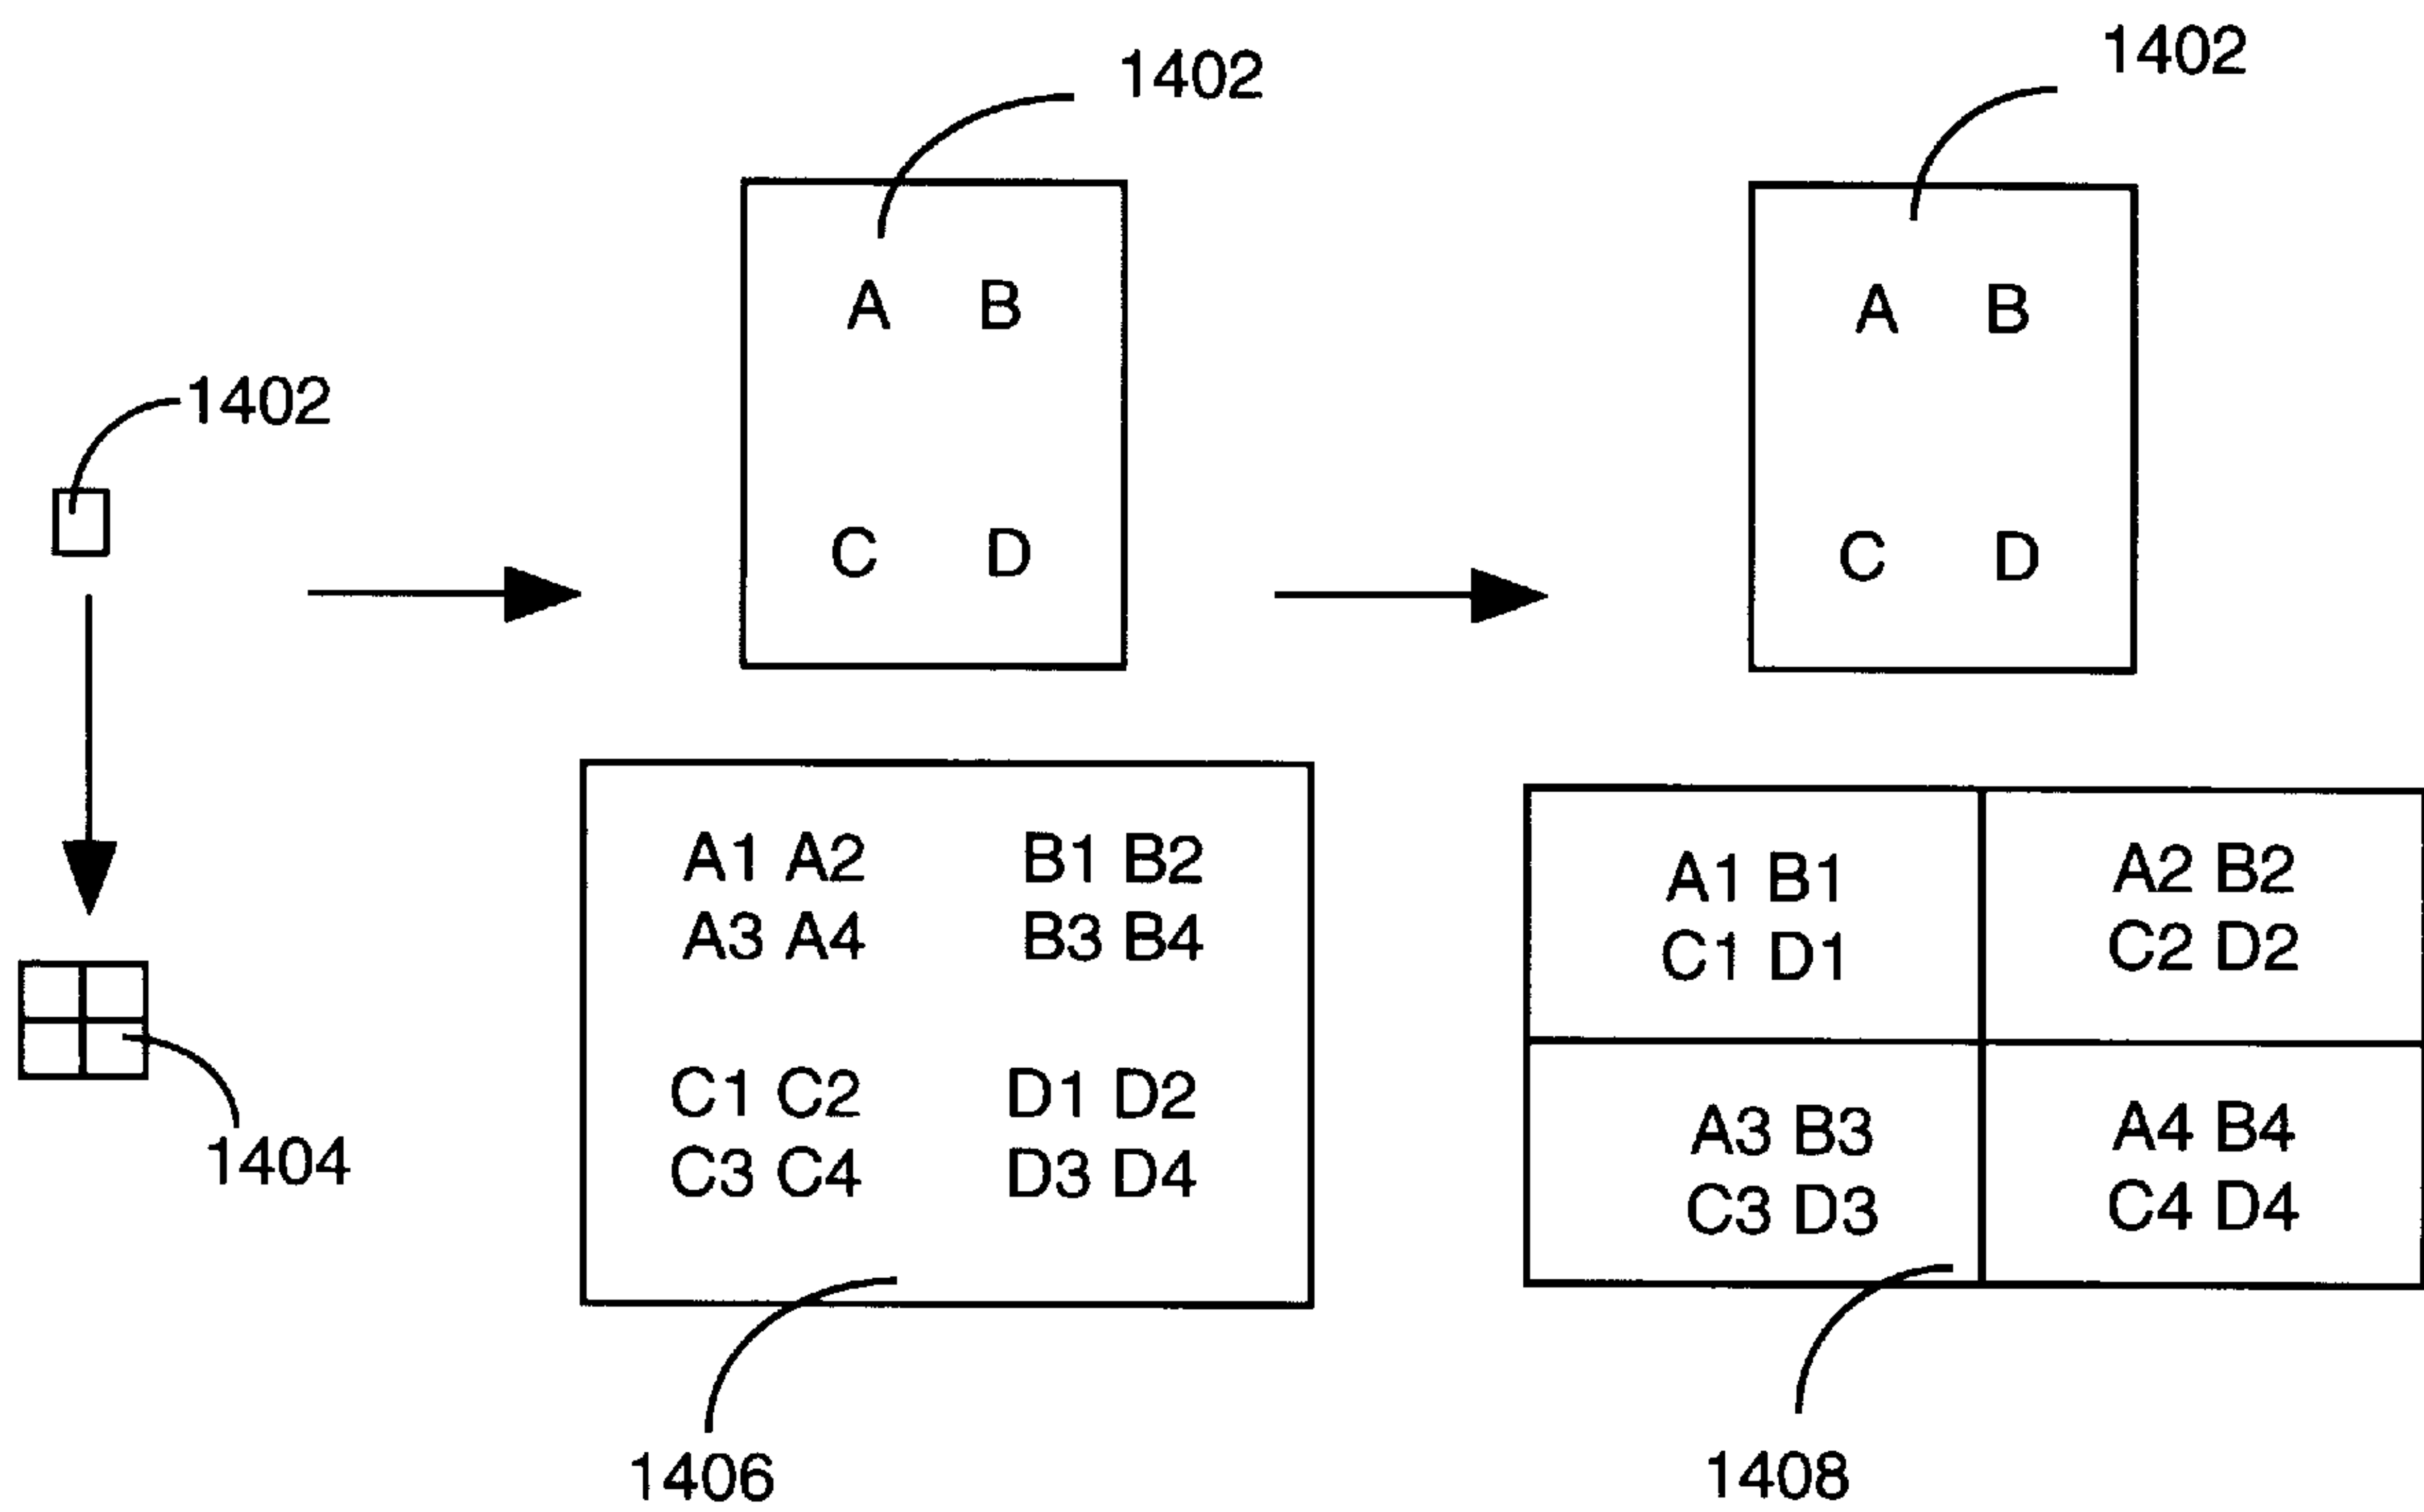 1402
1402
1402
A B
C D
A B
C D
1404
A1 A2 B1 B2
A3 A4 B3 B4
C1 C2 D1 D2
C3 C4 D3 D4
A1 B1
C1 D1
A2 B2
C2 D2
A3 B3
C3 D3
A4 B4
C4 D4
1406
1408